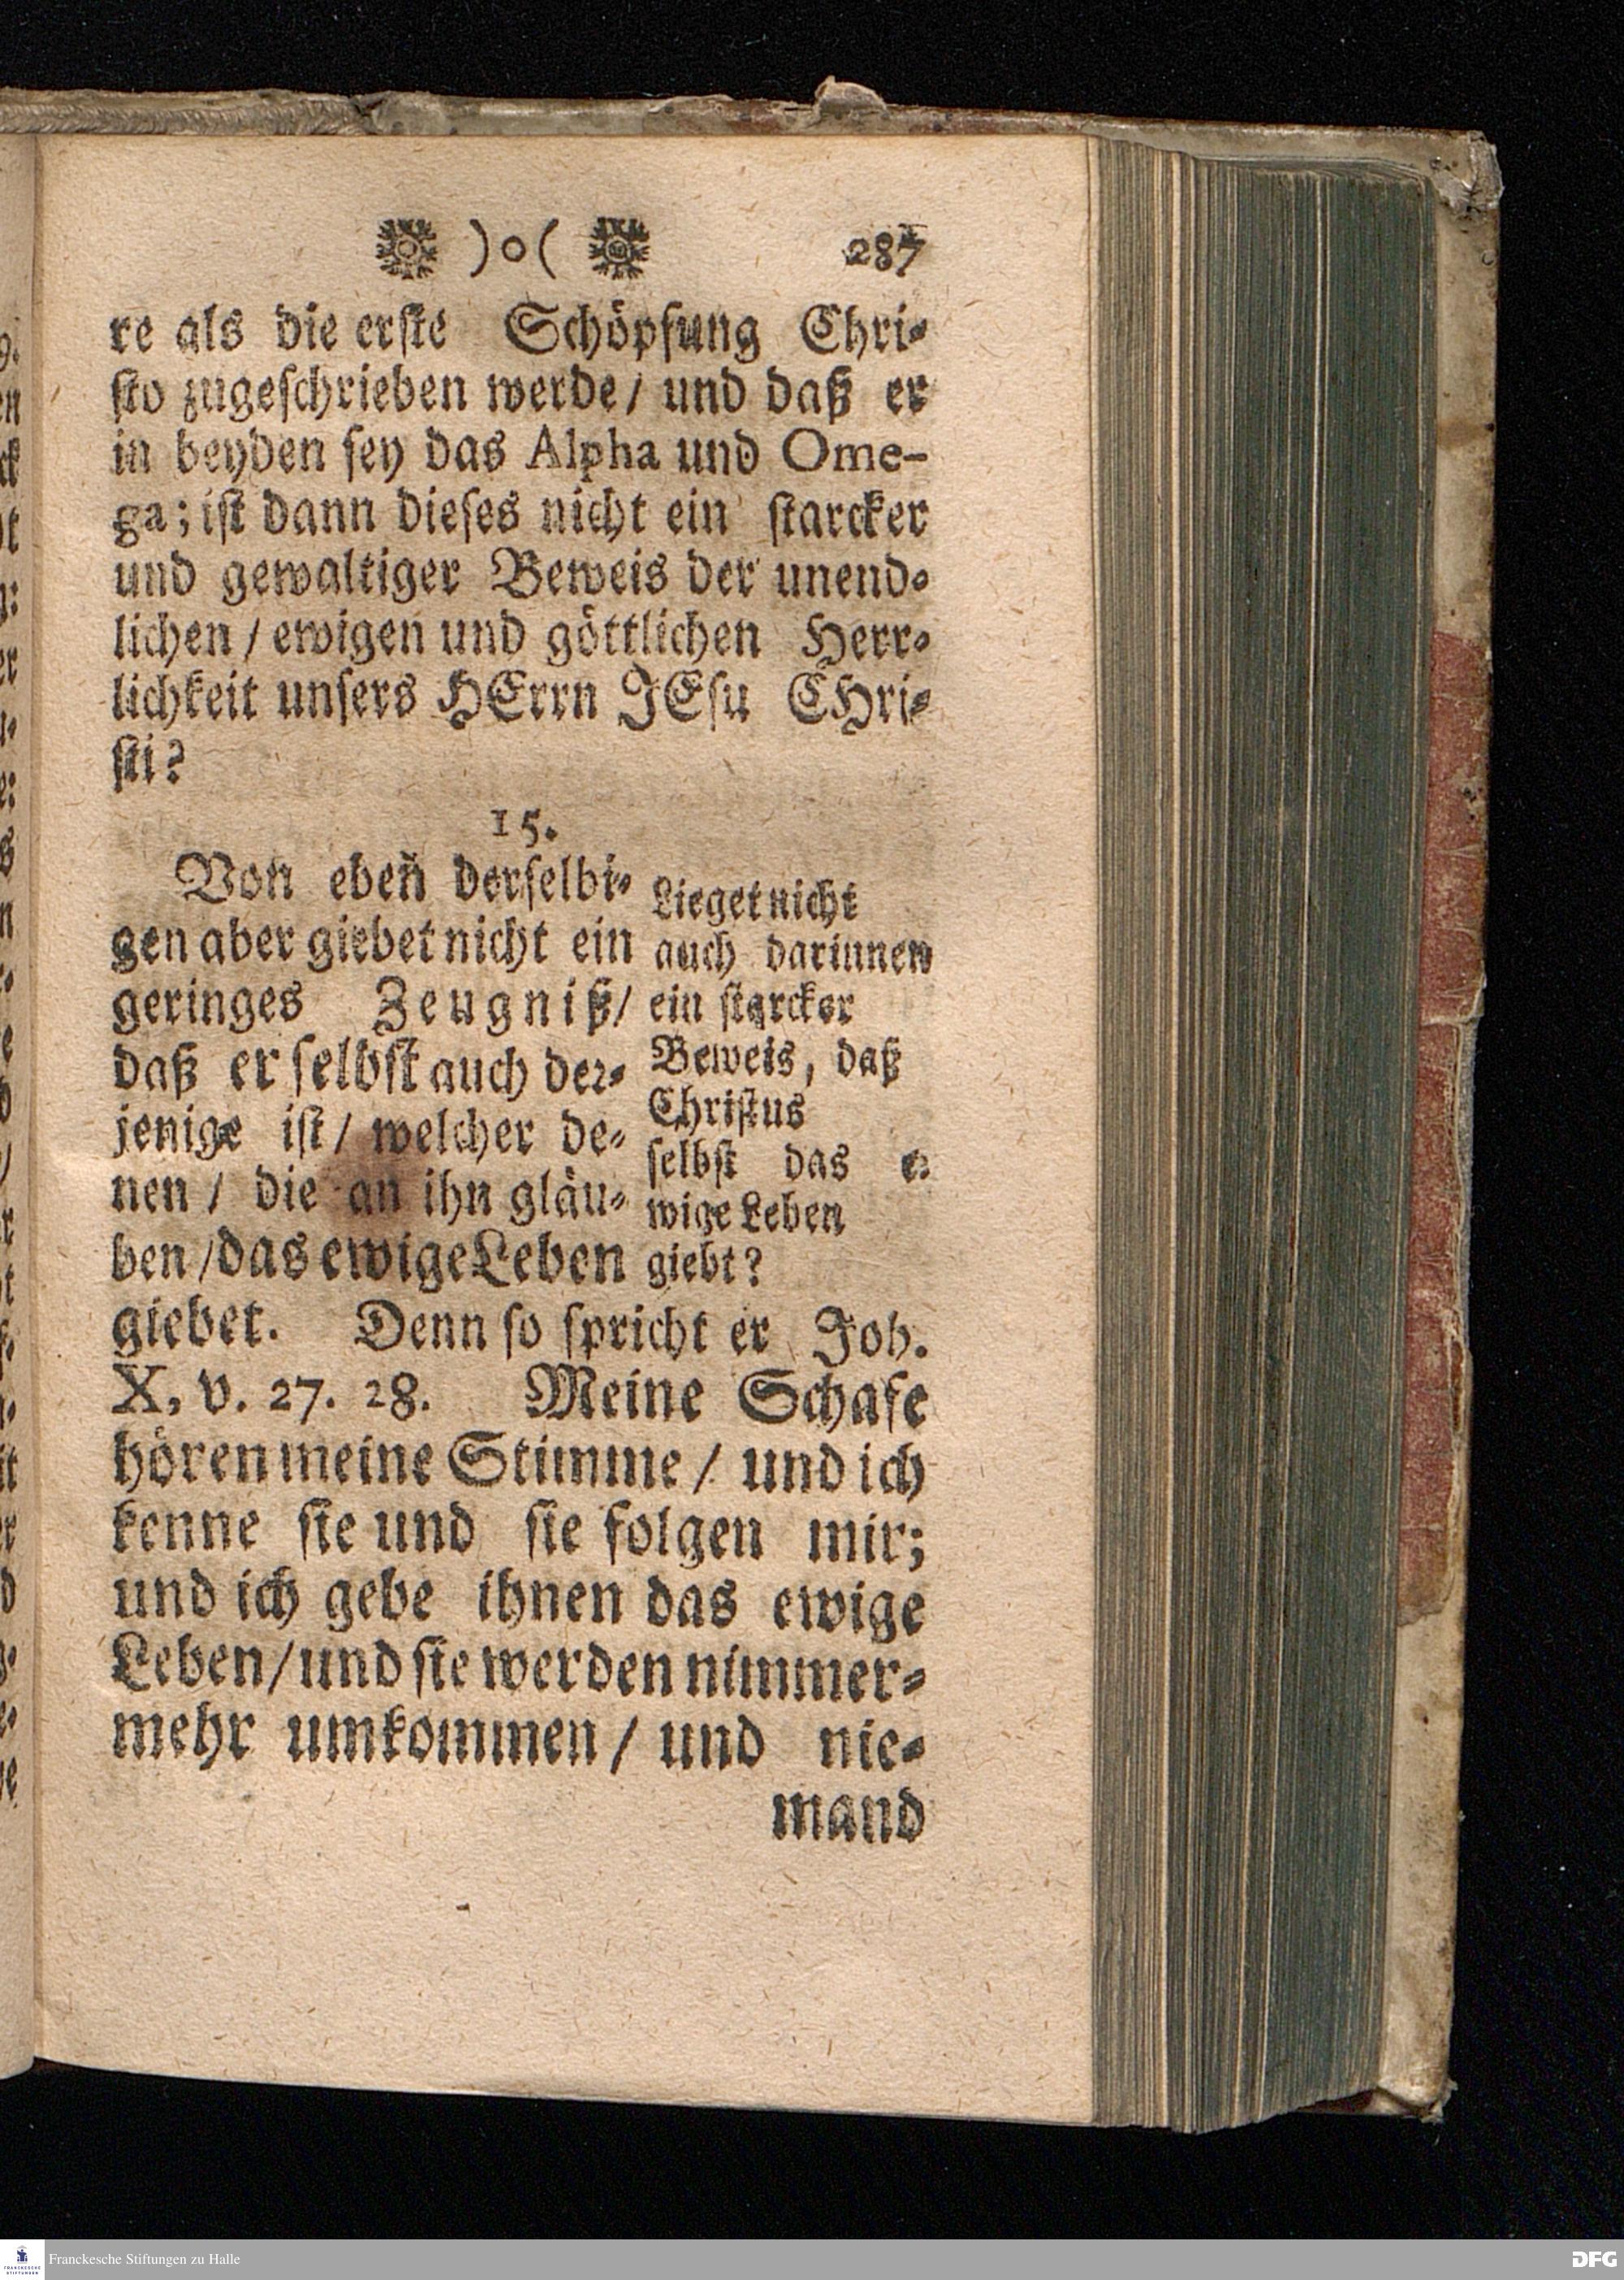 )o( 287
re als die erste Schöpfung Chri-
sto zugeschrieben werde / und daß er
in beyden sey das Alpha und Ome-
ga; ist dann dieses nicht ein starcker
und gewaltiger Beweis der unend-
lichen / ewigen und göttlichen Herr-
lichkeit unsers HErrn JEsu CHri-
sti?
15.
Von eben derselbi-
gen aber giebet nicht ein
geringes Zeugniß /
daß er selbst auch der-
jenige ist / welcher de-
nen / die an ihn gläu-
ben / das ewige Leben
Lieget nicht
auch darinnen
ein starcker
Beweis, daß
Christus
selbst das e-
wige Leben
giebt?
giebet. Denn so spricht er Joh.
X, v. 27. 28. Meine Schafe
hören meine Stimme / und ich
kenne sie und sie folgen mir;
und ich gebe ihnen das ewige
Leben / und sie werden nimmer-
mehr umkommen / und nie-
mand
Franckesche Stiftungen zu Halle
DFG